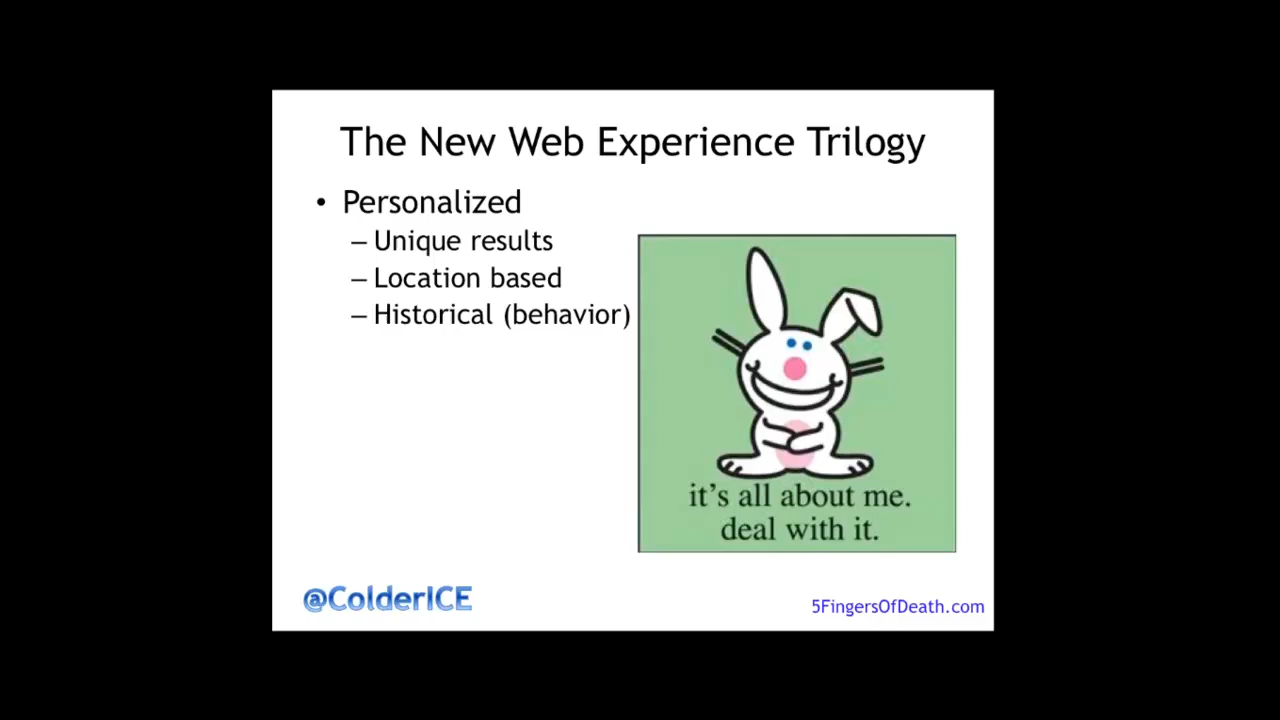 The New Web Experience Trilogy
• Personalized
– Unique results
– Location based
– Historical (behavior)
it's all about me.
deal with it.
@ColderICE
5FingersOfDeath.com